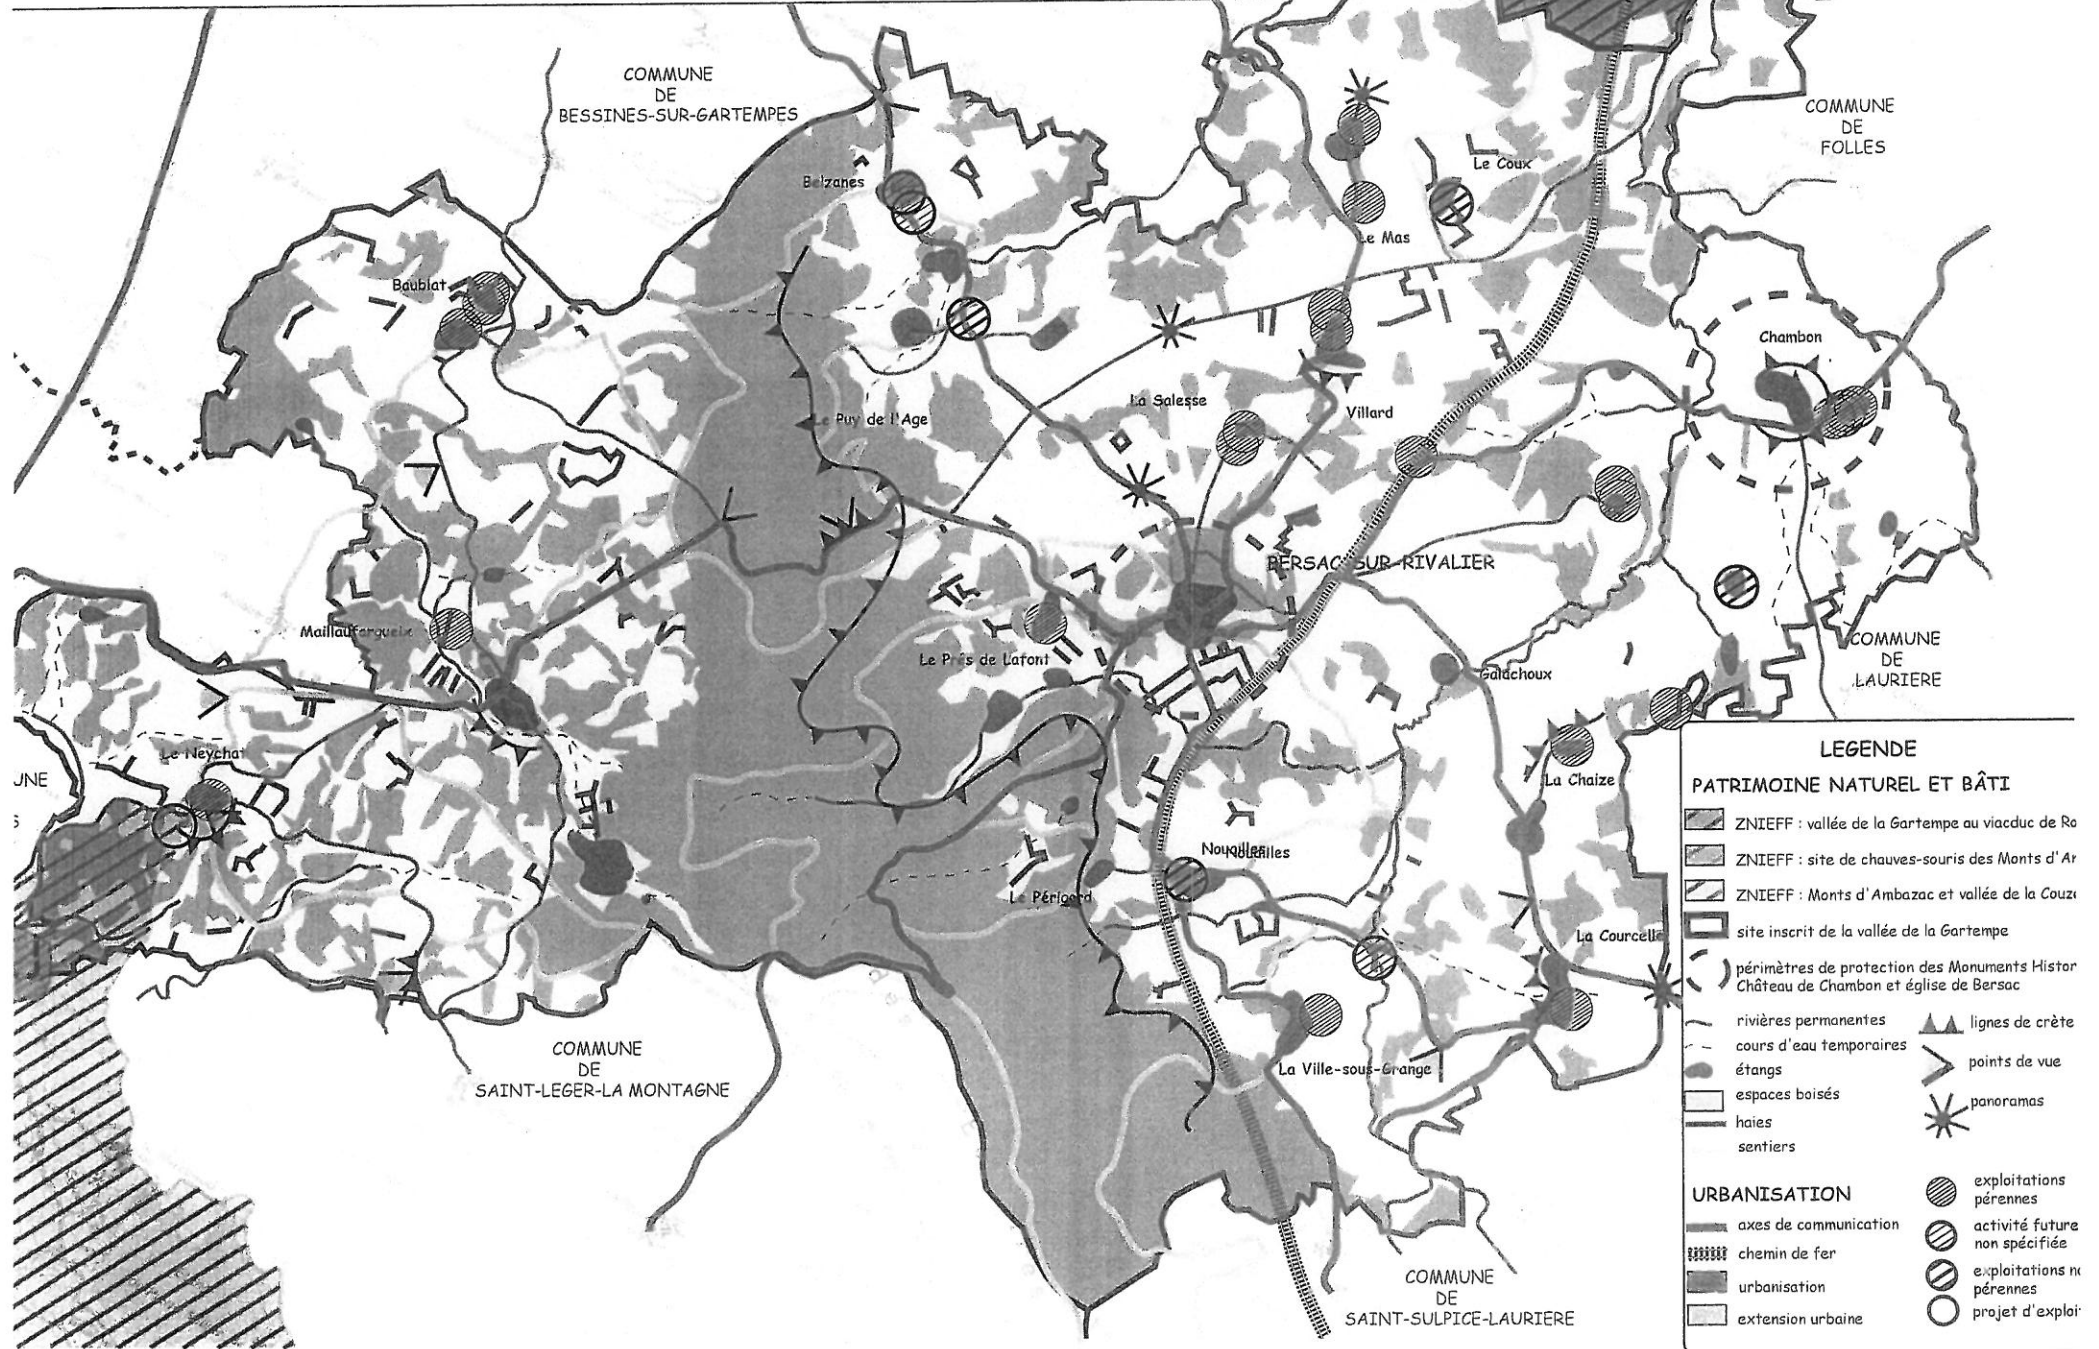 COMMUNE
DE
BESSINES-SUR-GARTEMPES
COMMUNE
DE
FOLLES
Le Coux
Belzanes
Le Mas
Baubiat
Chambon
La Salesse
Villard
Le Puy de l'Age
BERSAC SUR-RIVALIER
Maillaufargueix
Le Prés de Lafont
Galachoux
COMMUNE
DE
LAURIERE
Le Neychat
UNE
S
La Chaize
Nouailles
Nouailles
Le Périgord
La Courcelle
COMMUNE
DE
SAINT-LEGER-LA MONTAGNE
La Ville-sous-Grange
COMMUNE
DE
SAINT-SULPICE-LAURIERE
LEGENDE
PATRIMOINE NATUREL ET BÂTI
ZNIEFF : vallée de la Gartempe au viacduc de Ro
ZNIEFF : site de chauves-souris des Monts d'Ar
ZNIEFF : Monts d'Ambazac et vallée de la Couze
site inscrit de la vallée de la Gartempe
périmètres de protection des Monuments Histor
Château de Chambon et église de Bersac
rivières permanentes
lignes de crète
cours d'eau temporaires
étangs
points de vue
espaces boisés
panoramas
haies
sentiers
URBANISATION
exploitations
pérennes
axes de communication
activité future
non spécifiée
chemin de fer
exploitations no
pérennes
urbanisation
projet d'exploi
extension urbaine